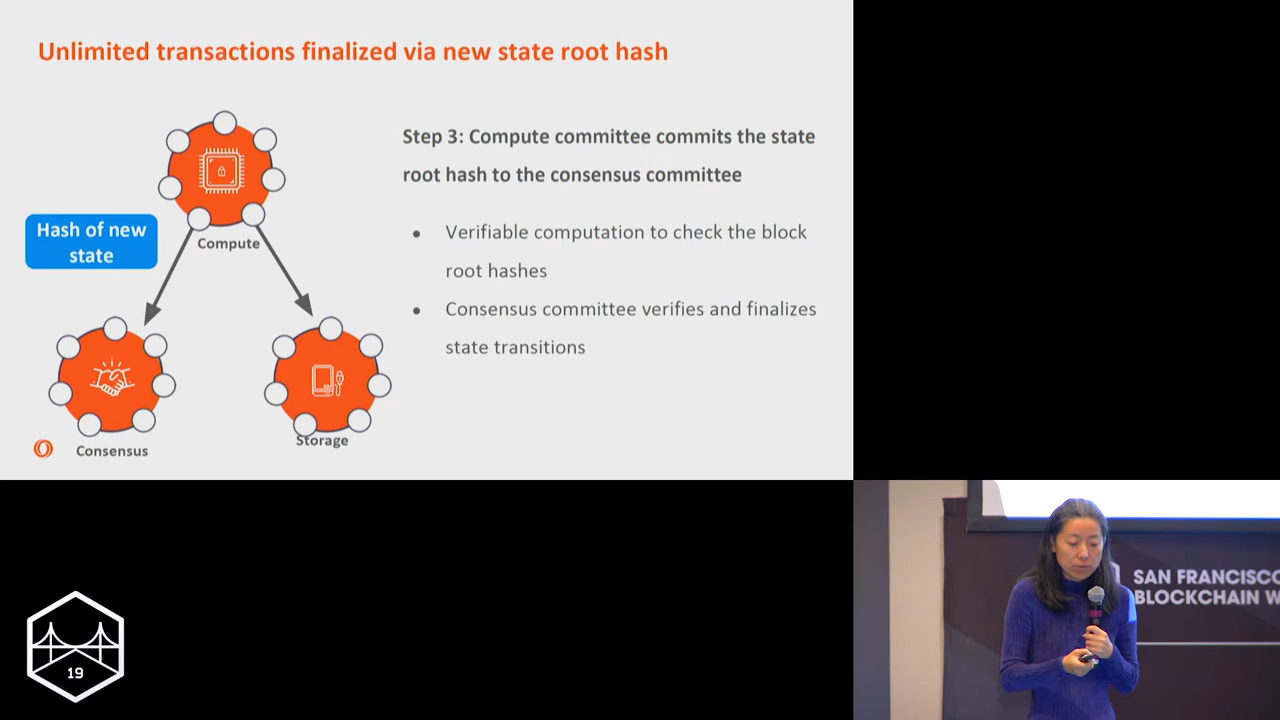 Unlimited transactions finalized via new state root hash
Step 3: Compute committee commits the state
root hash to the consensus committee
Hash of new
state
Compute
● Verifiable computation to check the block
root hashes
● Consensus committee verifies and finalizes
state transitions
Consensus
Storage
SAN FRANCISCO
BLOCKCHAIN W
19